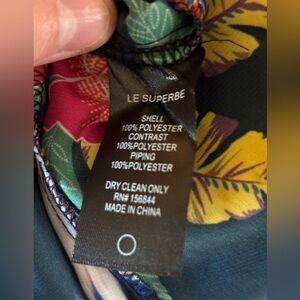 LE SUPERBE
SHELL
100% POLYESTER
CONTRAST
100% POLYESTER
PIPING
100%POLYESTER
DRY CLEAN ONLY
RN# 156844
MADE IN CHINA